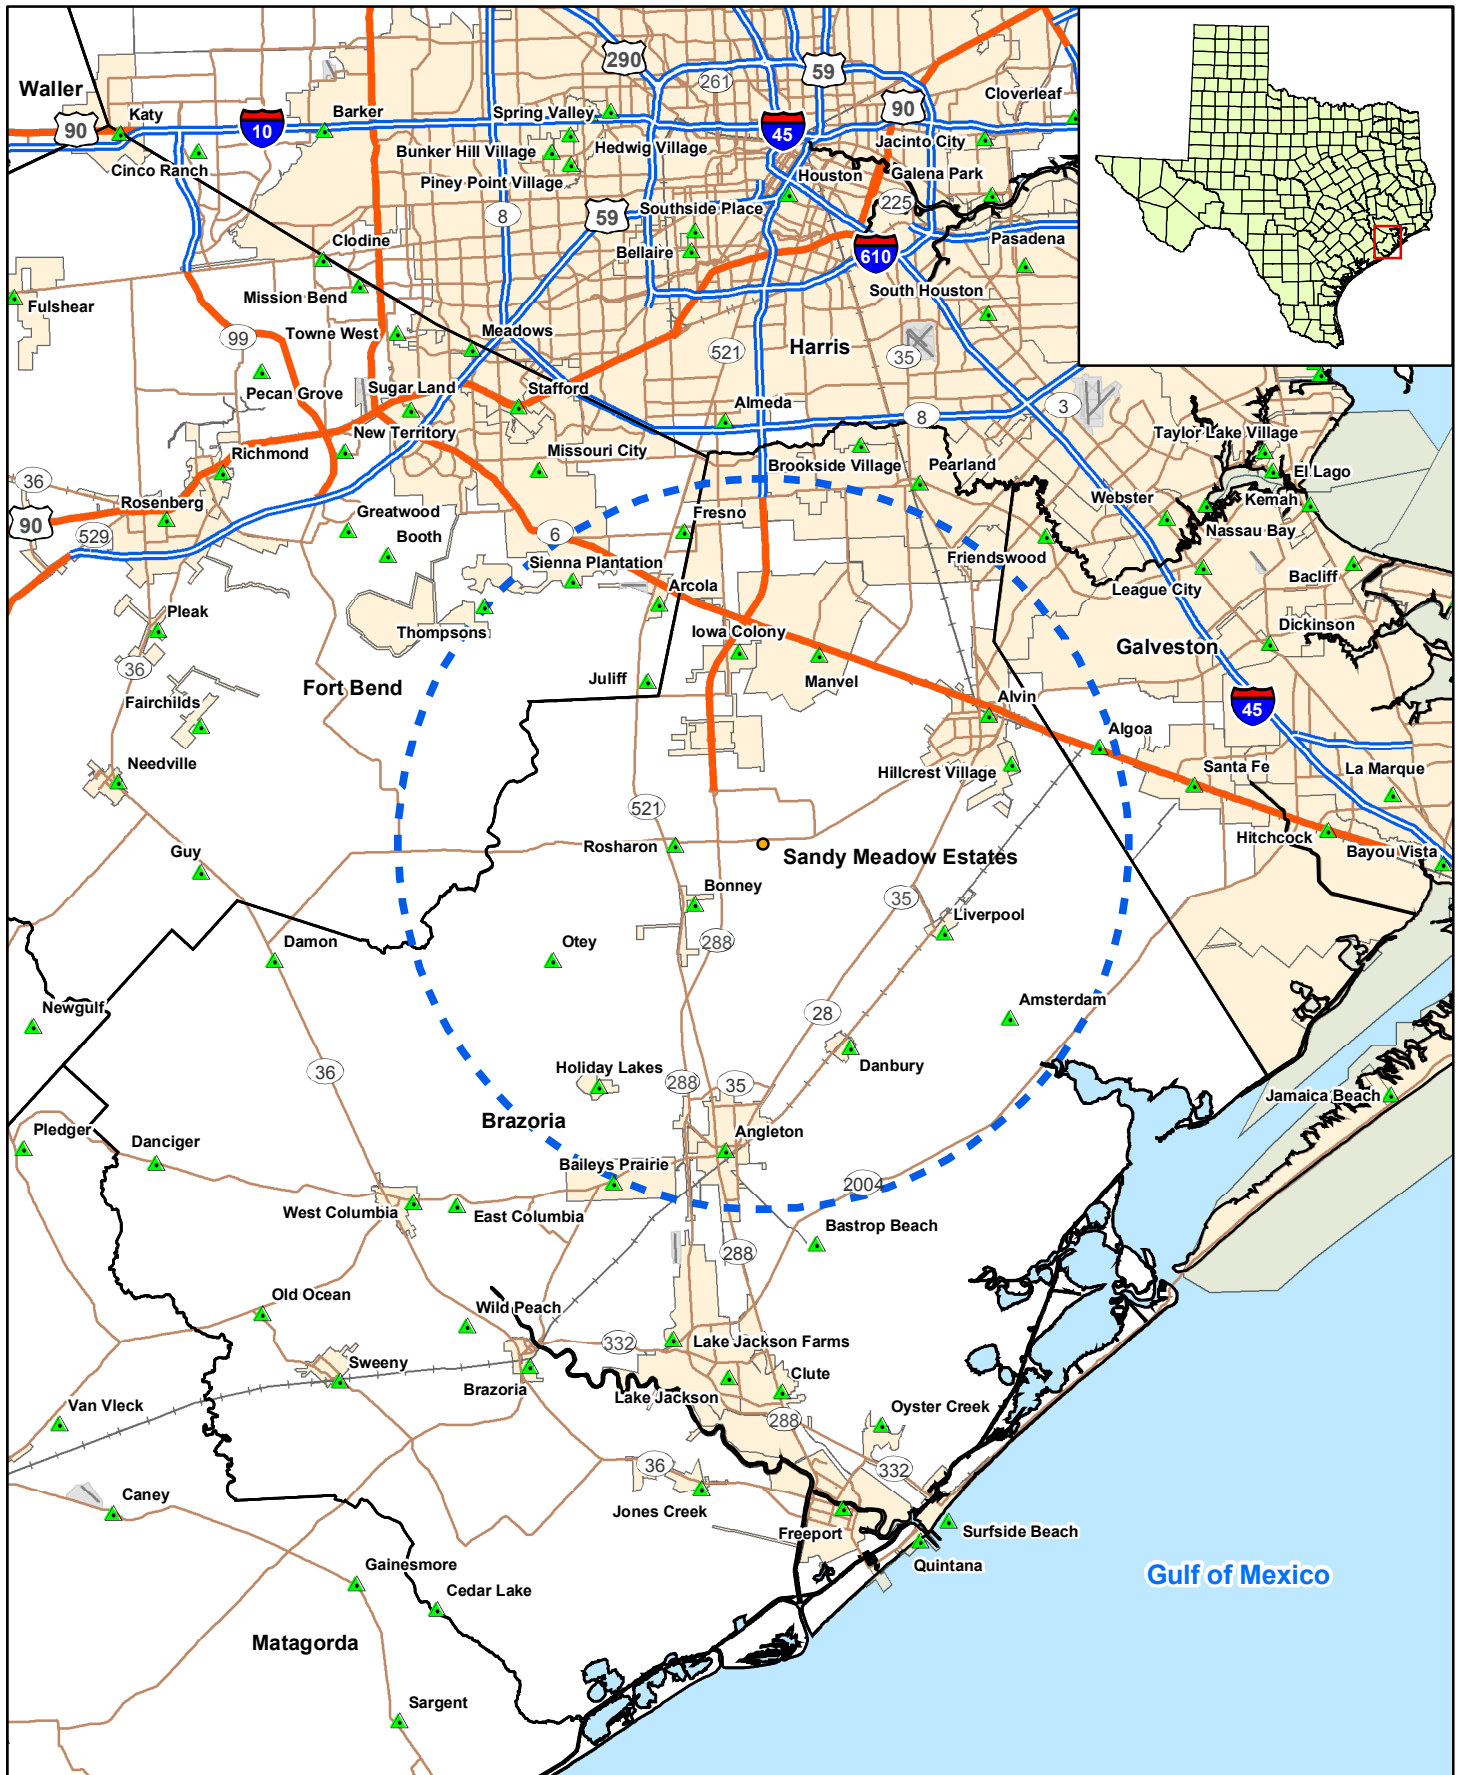 290
59
261
Waller
90
Katy
10
Barker
Spring Valley
45
90
Cloverleaf
Bunker Hill Village
Hedwig Village
Jacinto City
Cinco Ranch
Piney Point Village
Houston
Galena Park
8
59
Southside Place
225
Clodine
Bellaire
610
Pasadena
Mission Bend
South Houston
Fulshear
99
Towne West
Meadows
521
Harris
35
Pecan Grove
Sugar Land
Stafford
Almeda
8
3
New Territory
Missouri City
Brookside Village
Pearland
Taylor Lake Village
Richmond
El Lago
36
Rosenberg
Webster
Kemah
90
529
Greatwood
Booth
6
Fresno
Nassau Bay
Friendswood
Sienna Plantation
Arcola
League City
Bacliff
Pleak
Thompsons
Iowa Colony
Dickinson
Galveston
36
Fort Bend
Juliff
Manvel
Fairchilds
Alvin
45
Algoa
Needville
Hillcrest Village
Santa Fe
La Marque
521
Hitchcock
Guy
Rosharon
Sandy Meadow Estates
Bayou Vista
Bonney
35
Liverpool
Damon
Otey
288
Newgulf
28
Amsterdam
36
Holiday Lakes
288
35
Danbury
Jamaica Beach
Brazoria
Pledger
Danciger
Angleton
Baileys Prairie
2004
West Columbia
East Columbia
Bastrop Beach
288
Old Ocean
Wild Peach
332
Lake Jackson Farms
Sweeny
Clute
Brazoria
Lake Jackson
Van Vleck
288
Oyster Creek
36
332
Caney
Jones Creek
Freeport
Surfside Beach
Quintana
Gulf of Mexico
Gainesmore
Cedar Lake
Matagorda
Sargent